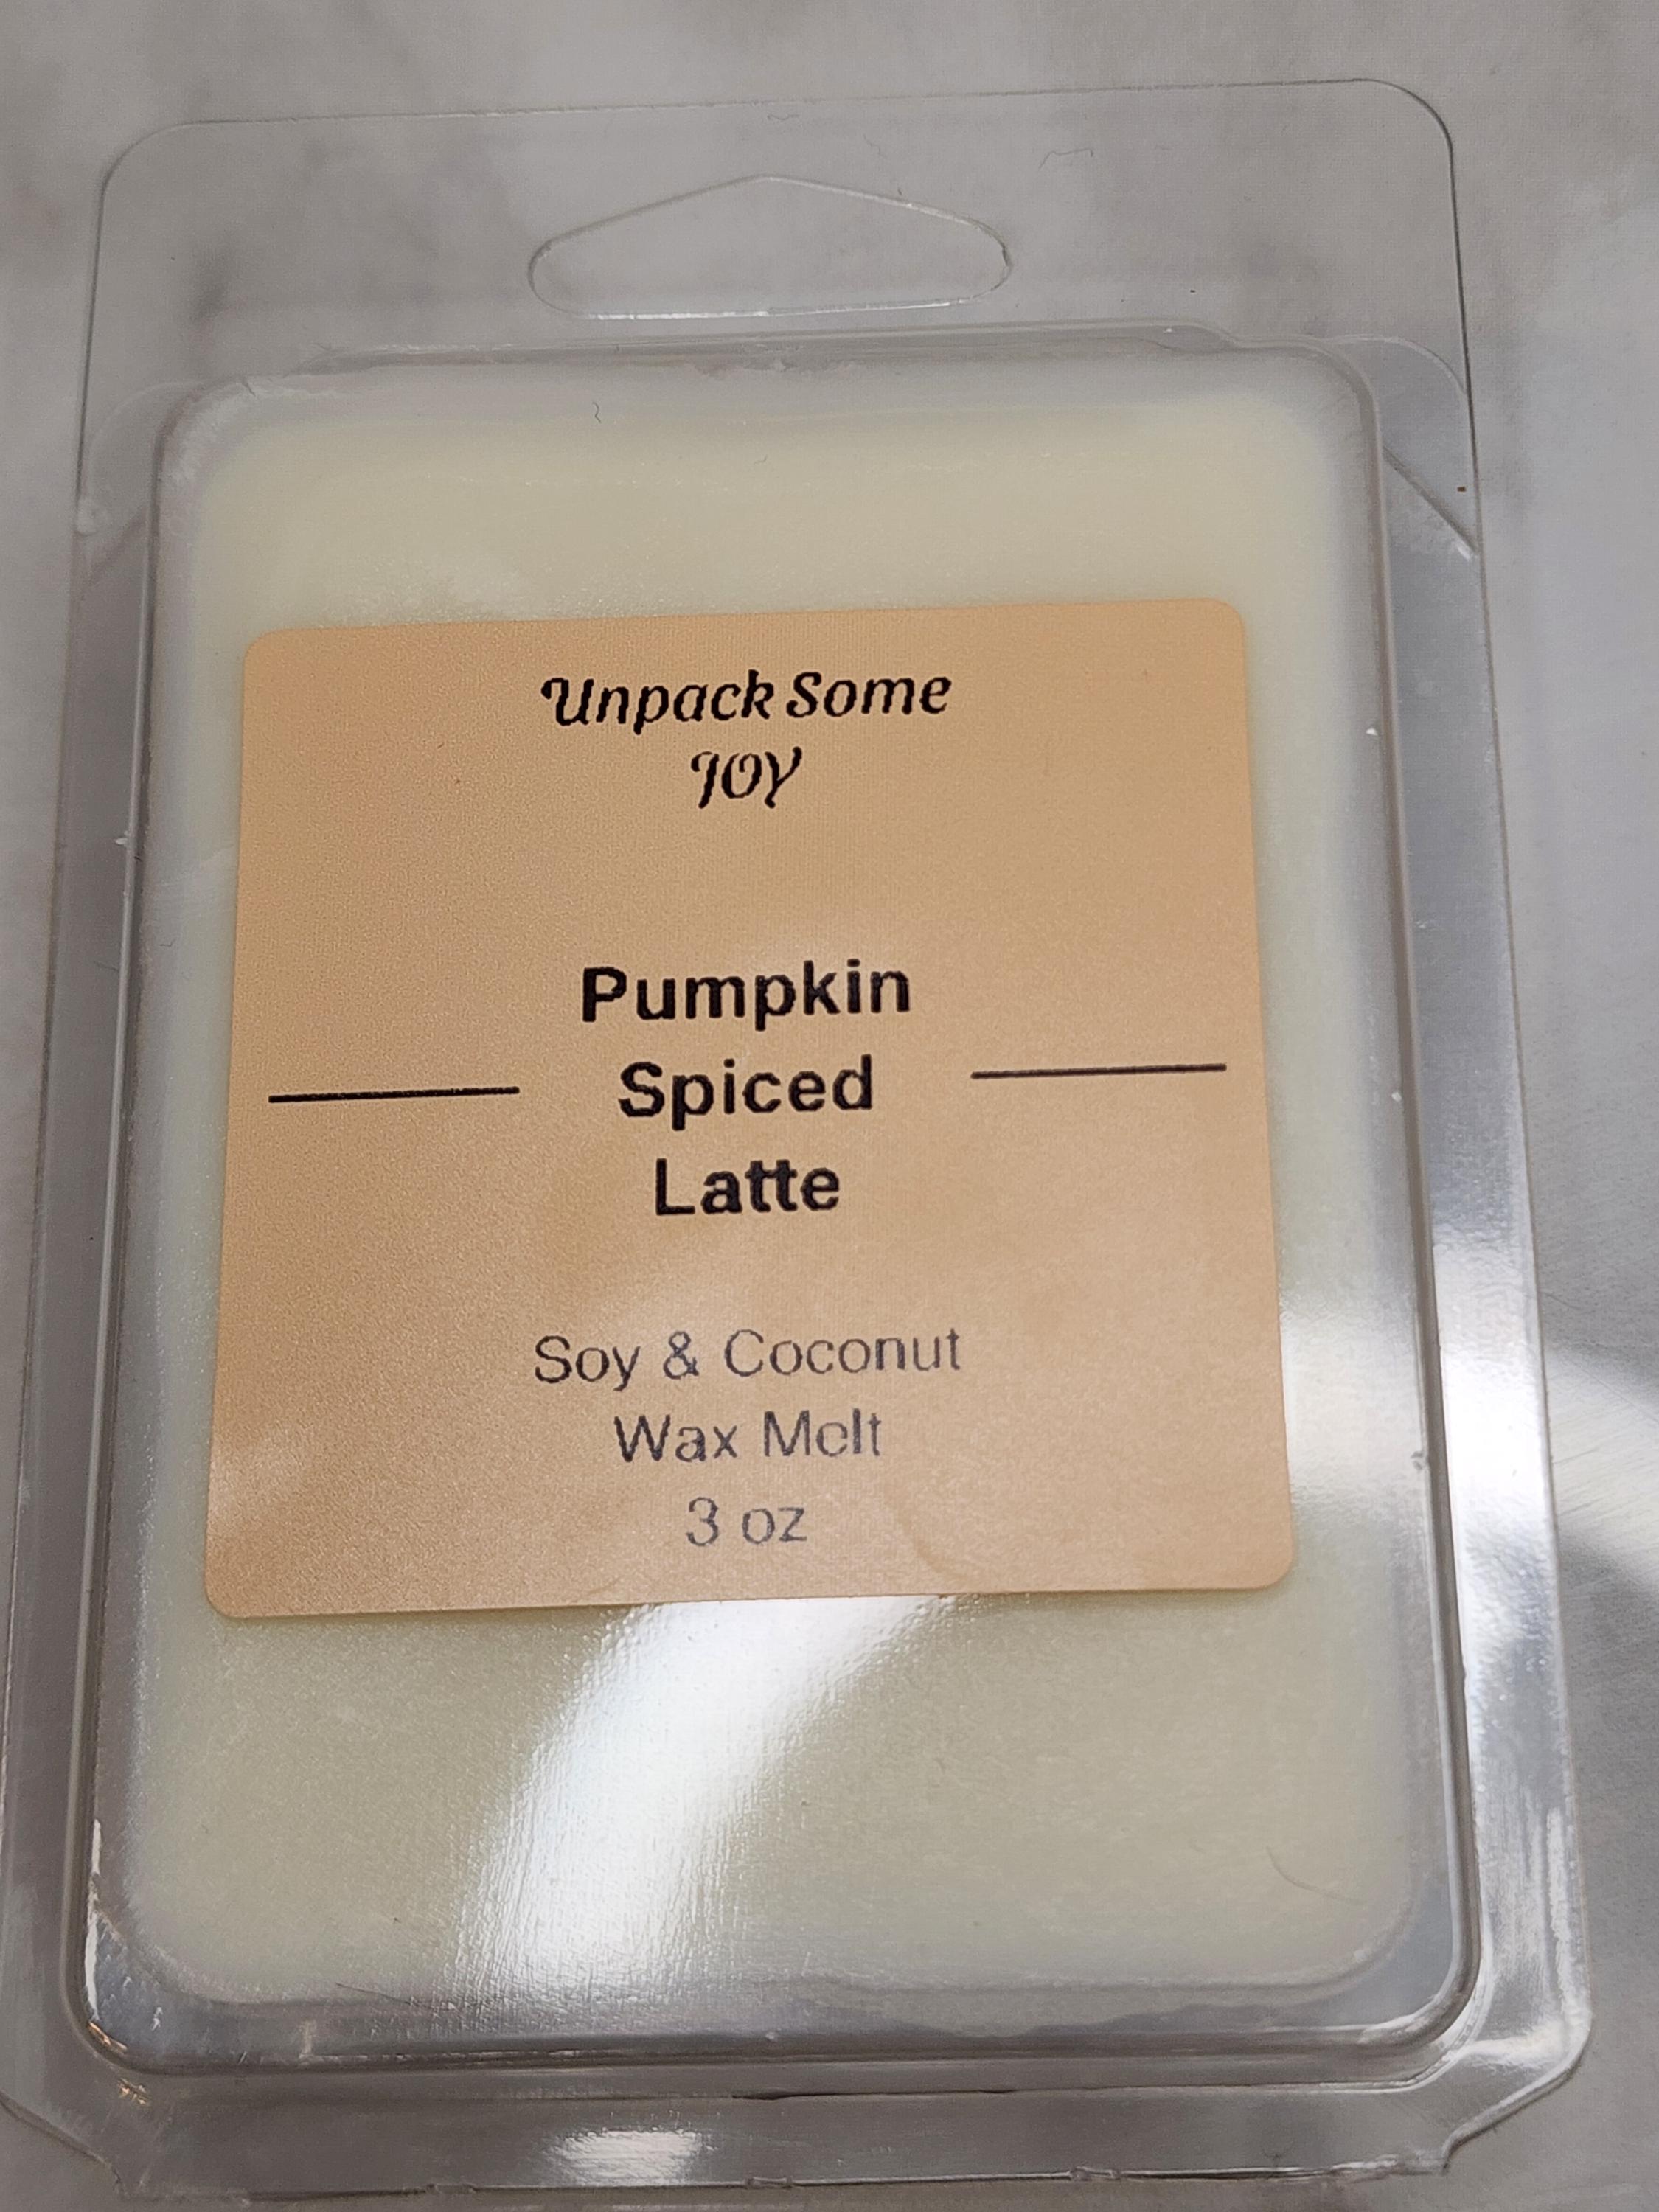 Unpack Some
JOY
Pumpkin
Spiced
Latte
Soy & Coconut
Wax Melt
3 oz